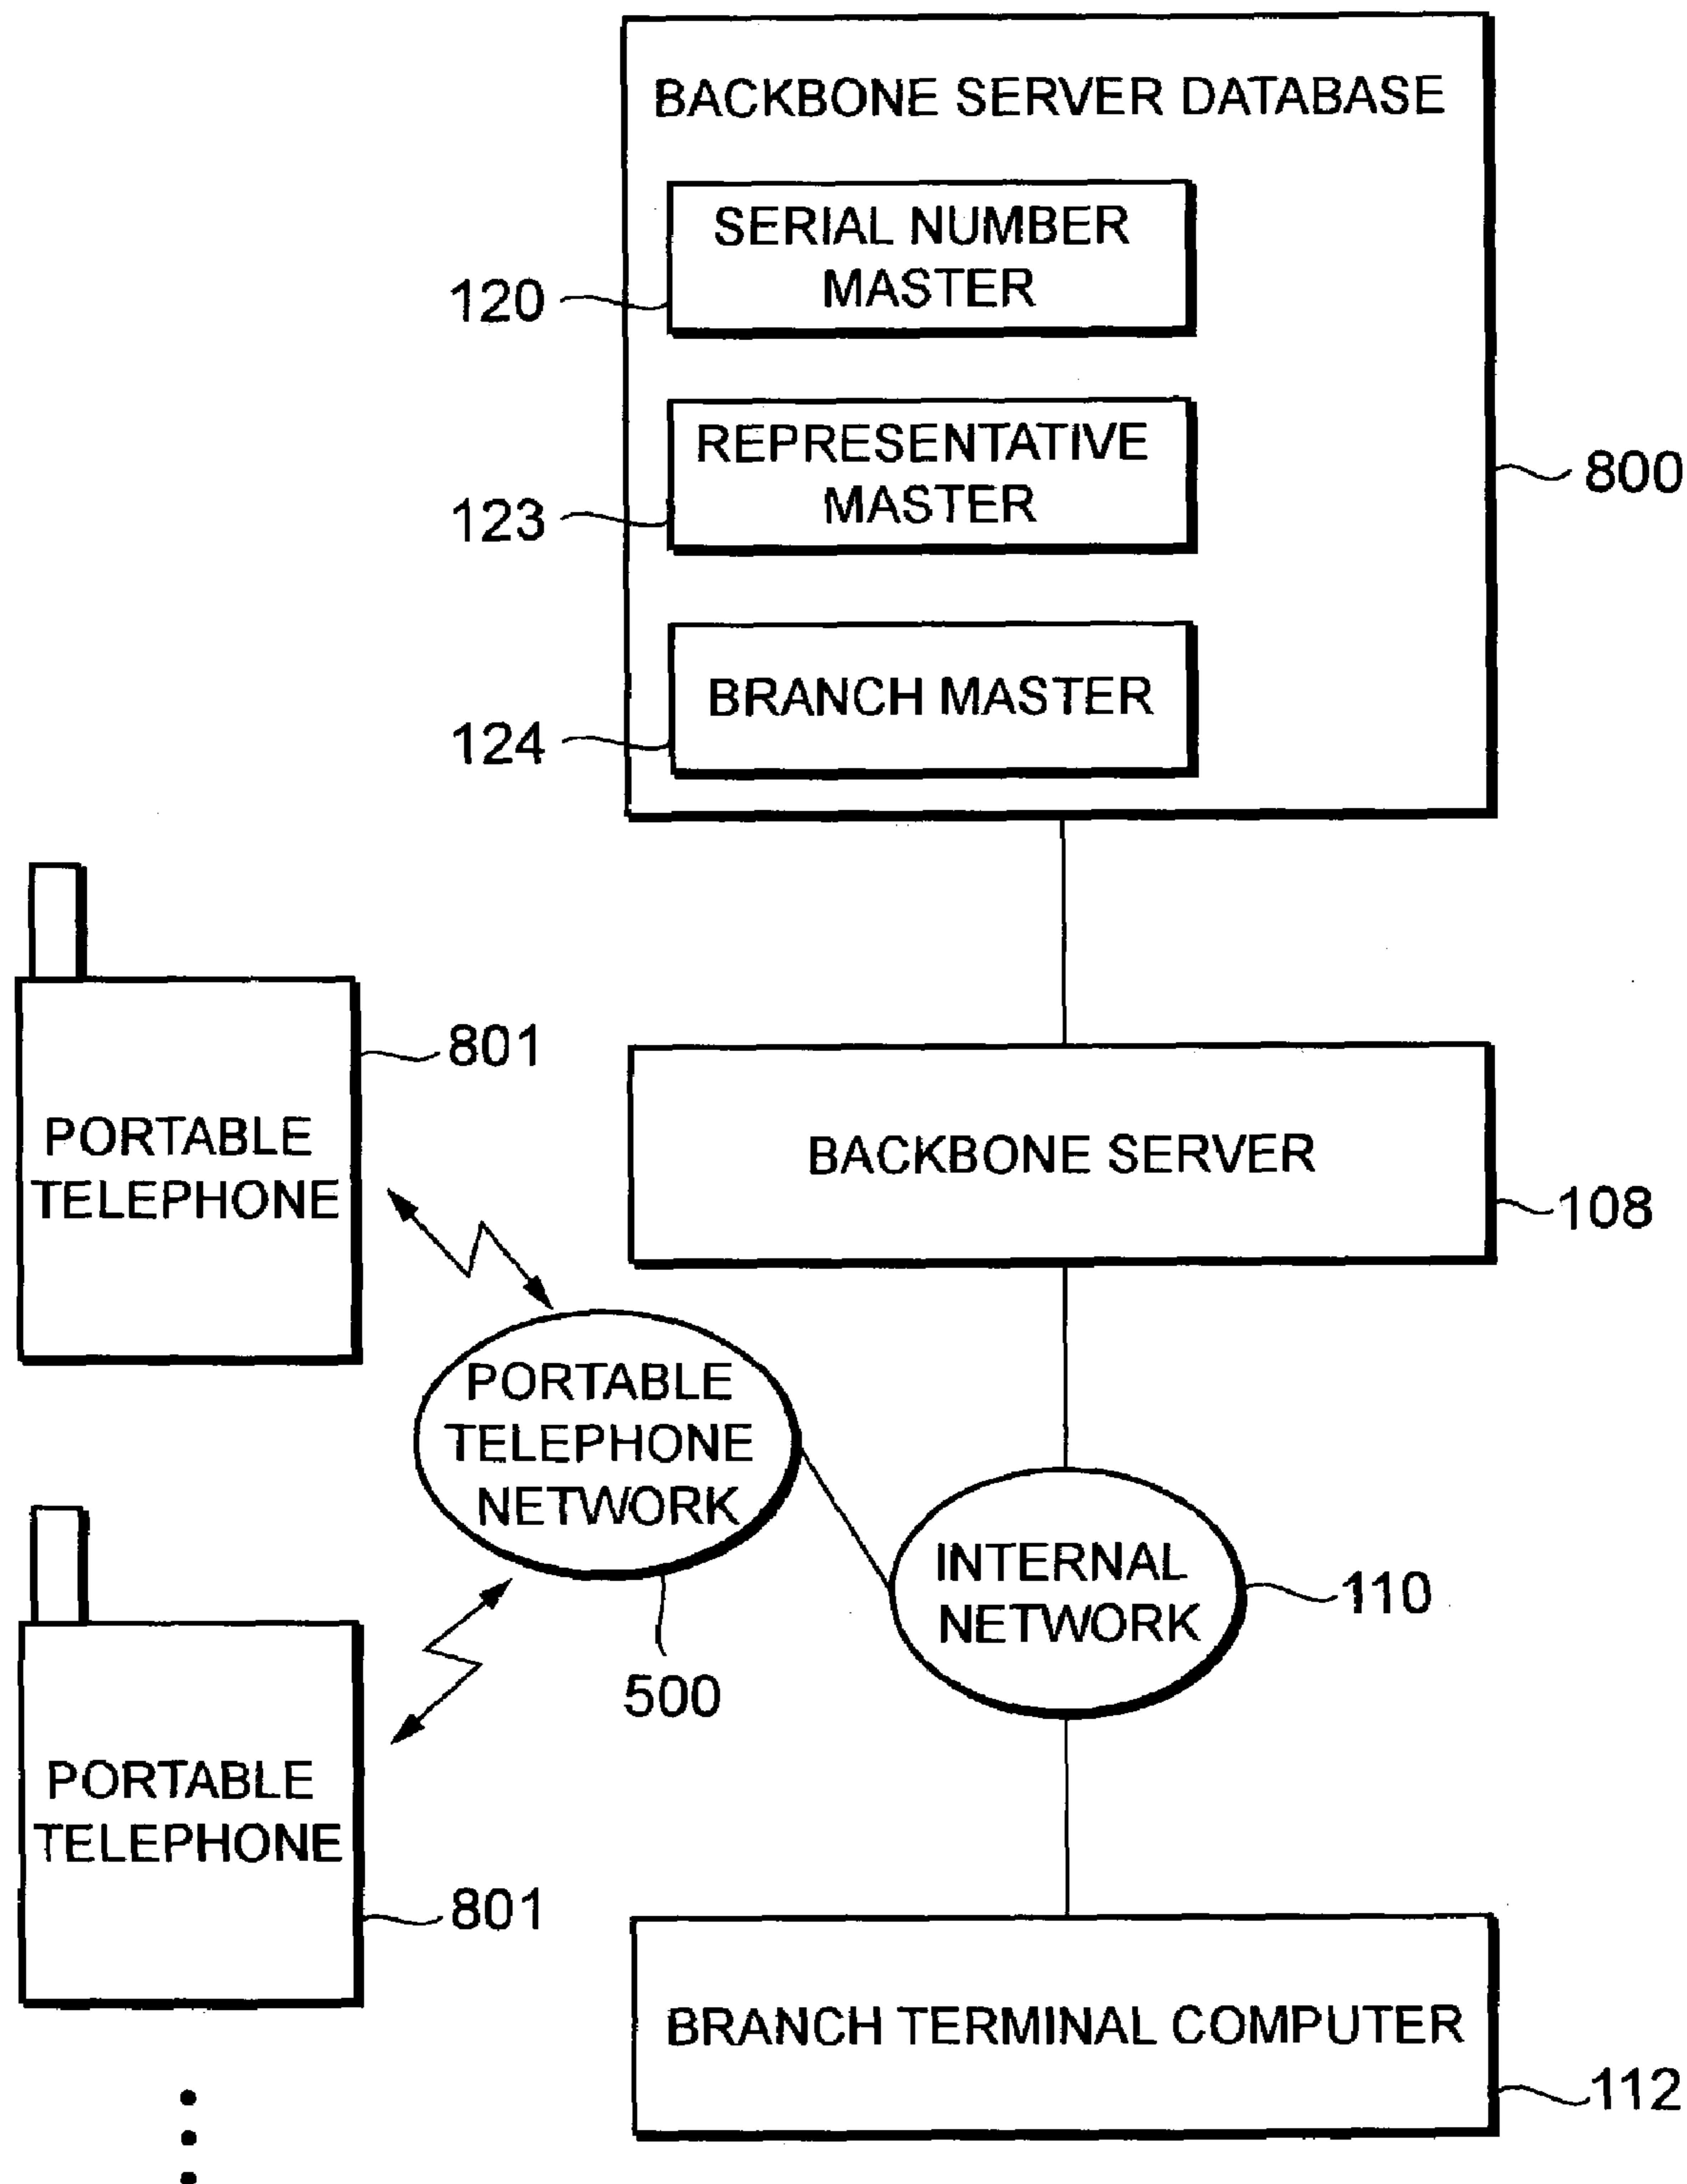 BACKBONE SERVER DATABASE
SERIAL NUMBER
MASTER
120
REPRESENTATIVE
MASTER
800
123
BRANCH MASTER
124
801
PORTABLE
TELEPHONE
BACKBONE SERVER
108
PORTABLE
TELEPHONE
NETWORK
INTERNAL
NETWORK
110
500
PORTABLE
TELEPHONE
801
BRANCH TERMINAL COMPUTER
112